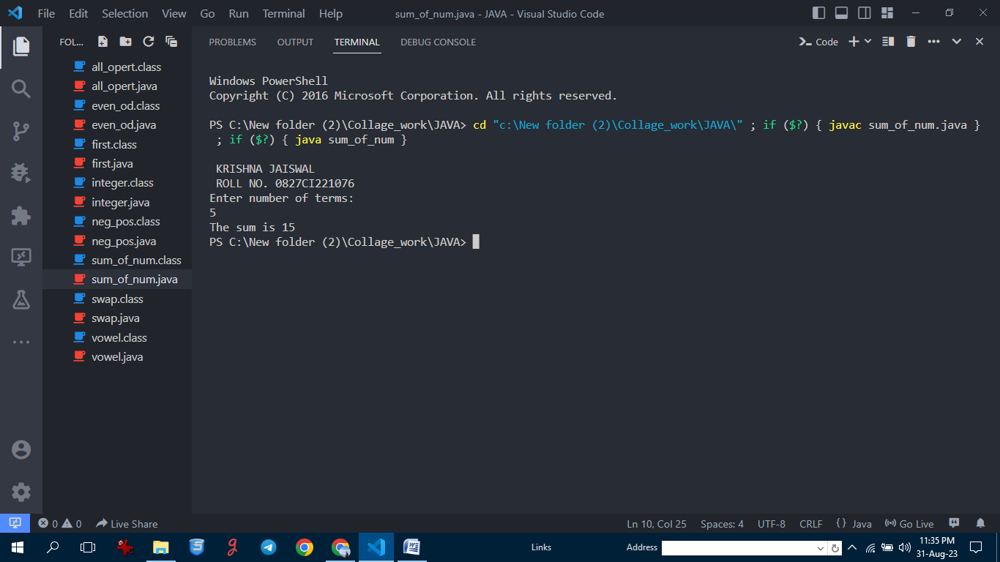 File Edit Selection View Go Run Terminal Help sum_of_num.java - JAVA - Visual Studio Code
FOL... PROBLEMS OUTPUT TERMINAL DEBUG CONSOLE Code
all_opert.class
all_opert.java
even_od.class
even_od.java
first.class
first.java
integer.class
integer.java
neg_pos.class
neg_pos.java
sum_of_num.class
sum_of_num.java
swap.class
swap.java
vowel.class
vowel.java
Windows PowerShell
Copyright (C) 2016 Microsoft Corporation. All rights reserved.
PS C:\New folder (2)\Collage_work\JAVA> cd "c:\New folder (2)\Collage_work\JAVA\" ; if ($?) { javac sum_of_num.java }
; if ($?) { java sum_of_num }
KRISHNA JAISWAL
ROLL NO. 0827CI221076
Enter number of terms:
5
The sum is 15
PS C:\New folder (2)\Collage_work\JAVA>
0 0 Live Share Ln 10, Col 25 Spaces: 4 UTF-8 CRLF {} Java Go Live
Links Address 11:35 PM
31-Aug-23